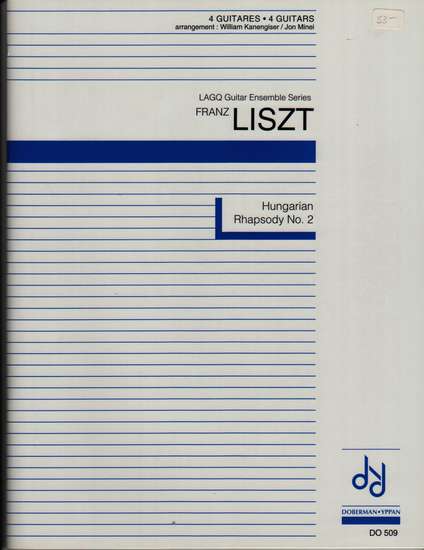 4 GUITARES • 4 GUITARS
arrangement : William Kanengiser / Jon Minei
53-
LAGQ Guitar Ensemble Series
FRANZ LISZT
Hungarian
Rhapsody No. 2
DOBERMAN•YPPAN
DO 509